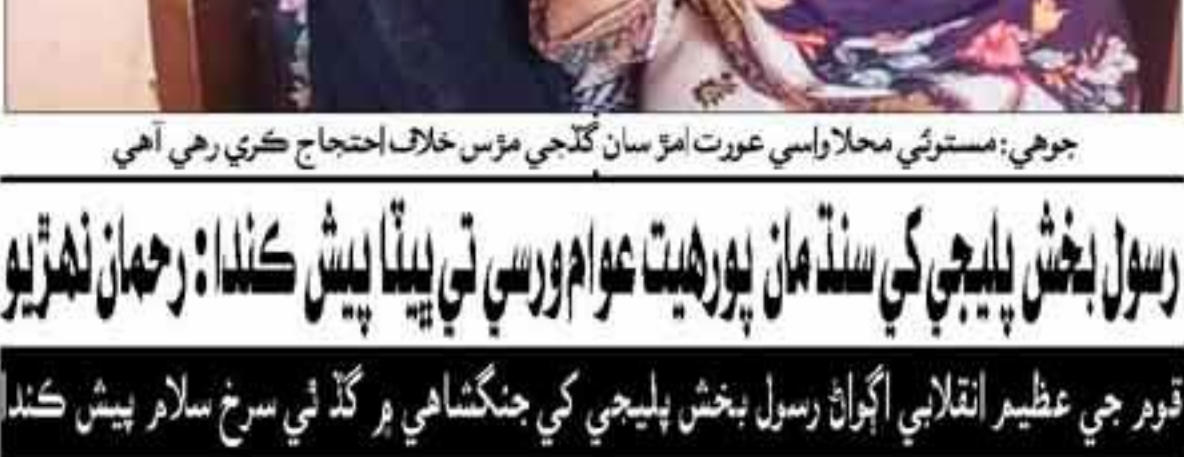 جوهي: مستوئي محلا واسي عورت امڙ سان گڏجي مڙس خلاف احتجاج ڪري رهي آهي
رسول بخش پليجي کي سنڌ مان پورهيت عوام ورسي تي ڀيٽا پيش ڪندا : رحمان نهڙيو
قوم جي عظيم انقلابي اڳواڻ رسول بخش پليجي کي جنگشاهي ۾ گڏ ٿي سرخ سلام پيش ڪندا